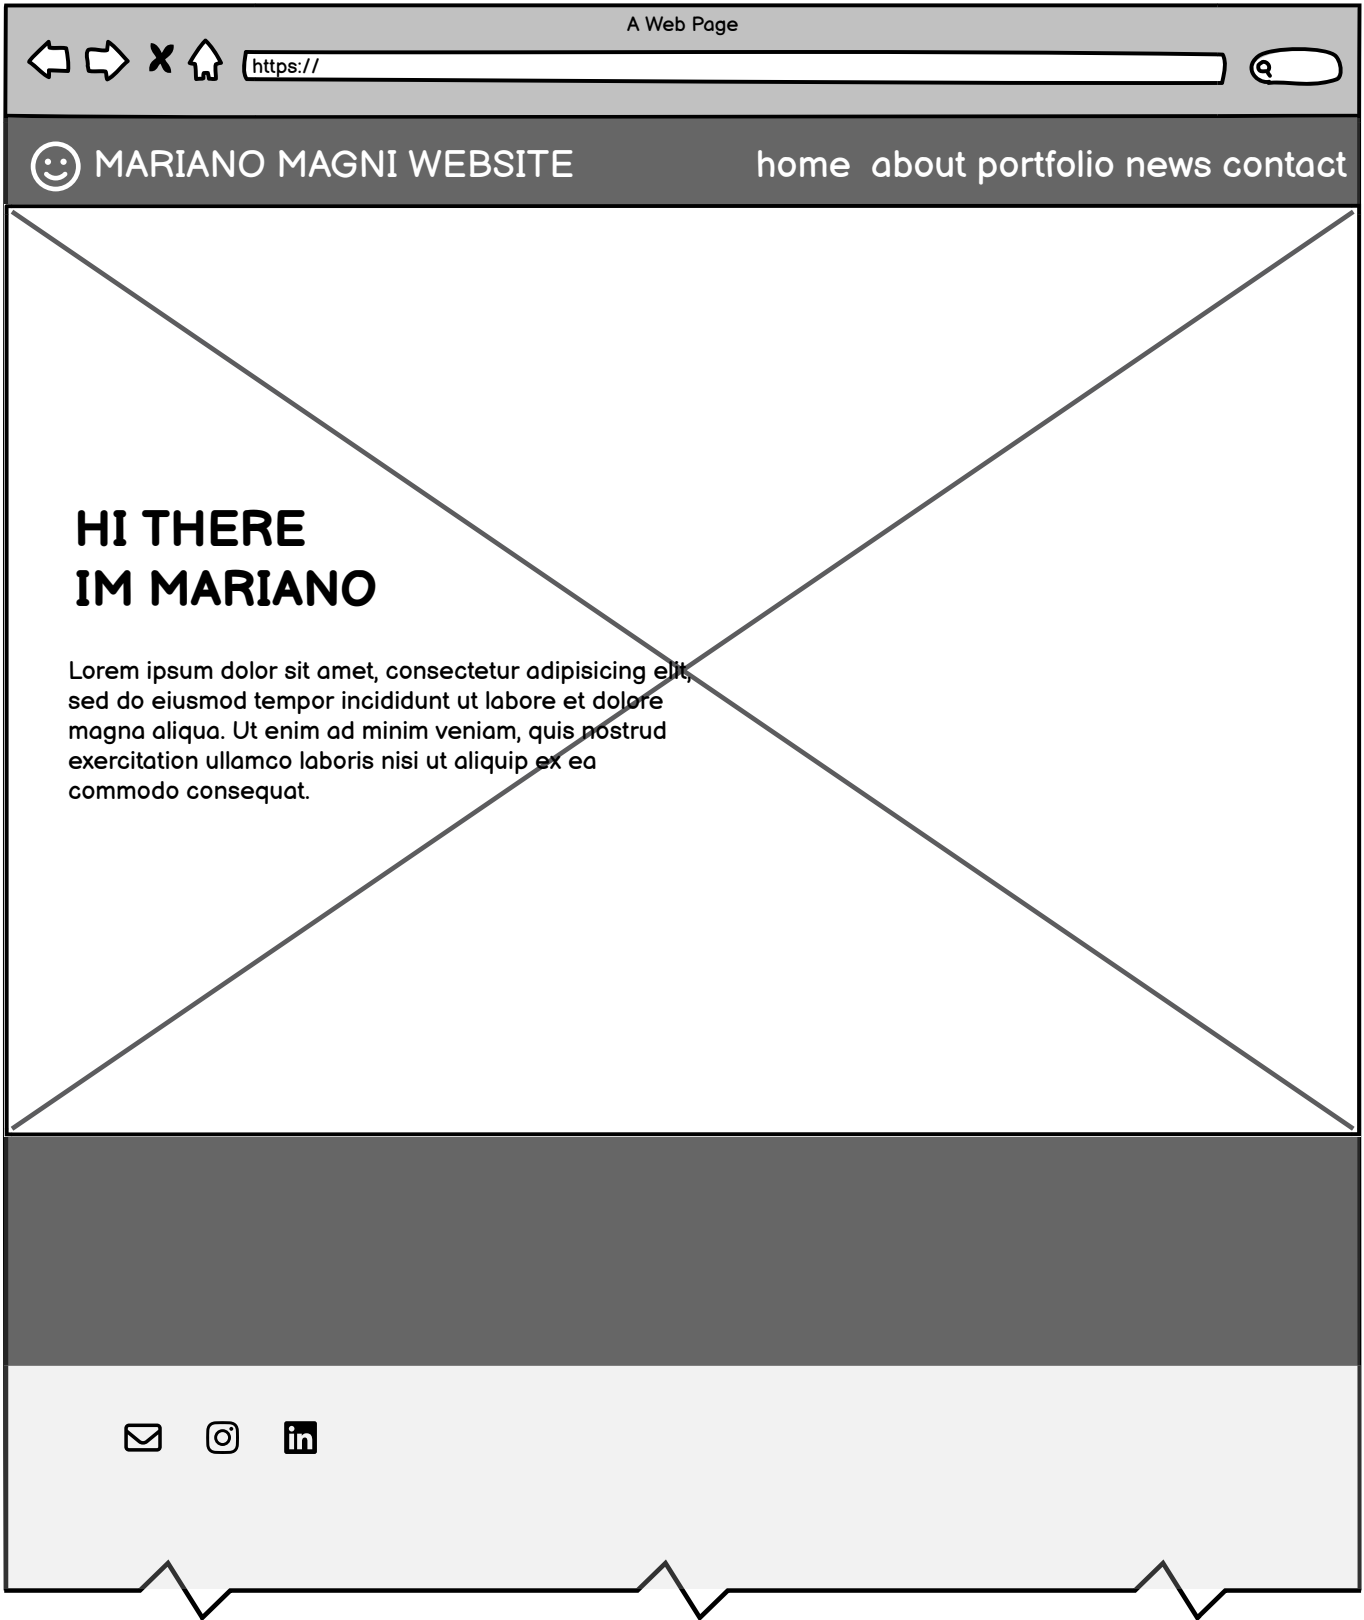 A Web Page
https://
MARIANO MAGNI WEBSITE
home about portfolio news contact
HI THERE
IM MARIANO
Lorem ipsum dolor sit amet, consectetur adipisicing elit,
sed do eiusmod tempor incididunt ut labore et dolore
magna aliqua. Ut enim ad minim veniam, quis nostrud
exercitation ullamco laboris nisi ut aliquip ex ea
commodo consequat.
in